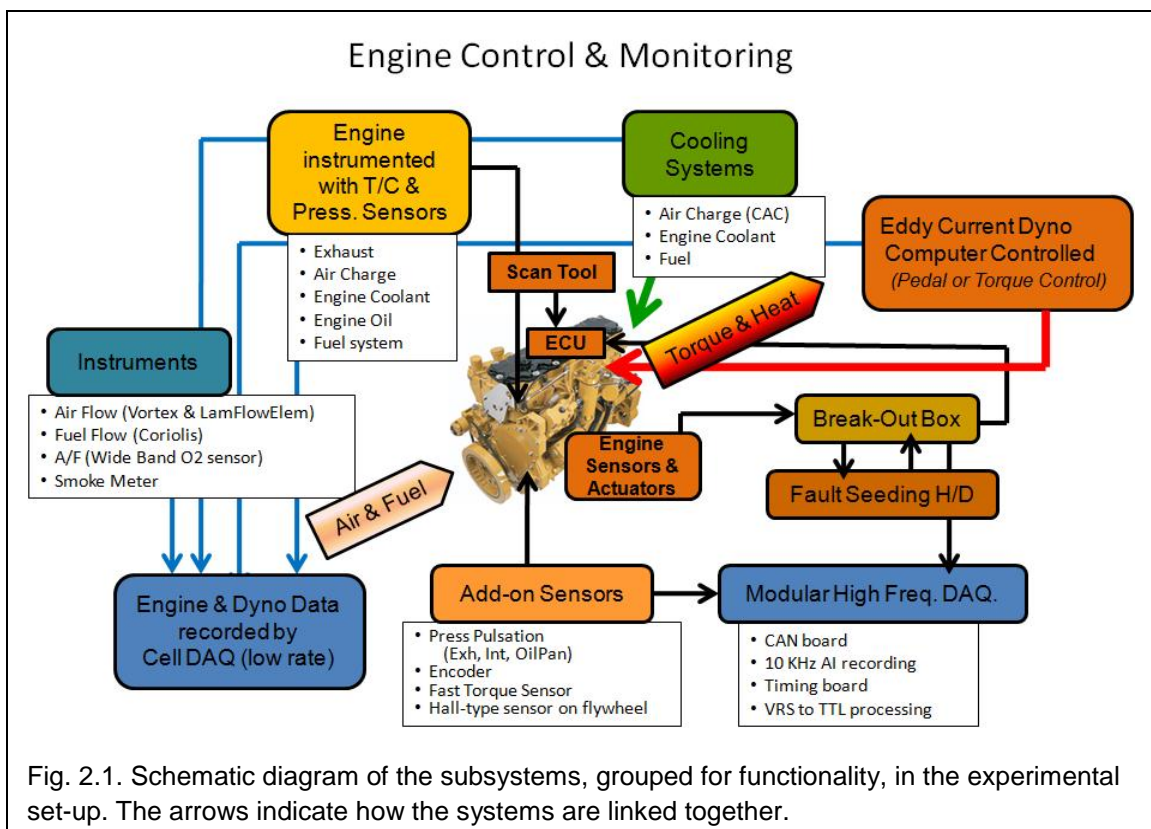 Engine Control & Monitoring
Engine
instrumented
with T/C &
Press. Sensors
• Exhaust
• Air Charge
• Engine Coolant
• Engine Oil
• Fuel system
Cooling
Systems
• Air Charge (CAC)
• Engine Coolant
• Fuel
Eddy Current Dyno
Computer Controlled
(Pedal or Torque Control)
Scan Tool
ECU
Torque & Heat
Instruments
• Air Flow (Vortex & LamFlowElem)
• Fuel Flow (Coriolis)
• A/F (Wide Band O2 sensor)
• Smoke Meter
Air & Fuel
Engine
Sensors &
Actuators
Break-Out Box
Fault Seeding H/D
Engine & Dyno Data
recorded by
Cell DAQ (low rate)
Add-on Sensors
• Press Pulsation
(Exh, Int, OilPan)
• Encoder
• Fast Torque Sensor
• Hall-type sensor on flywheel
Modular High Freq. DAQ.
• CAN board
• 10 KHz AI recording
• Timing board
• VRS to TTL processing
Fig. 2.1. Schematic diagram of the subsystems, grouped for functionality, in the experimental
set-up. The arrows indicate how the systems are linked together.